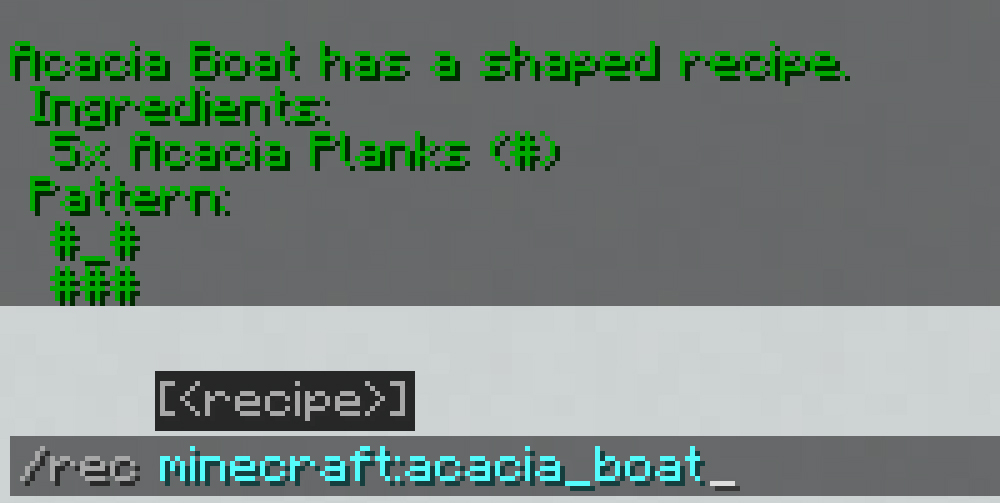 Acacia Boat has a shaped recipe.
Ingredients:
5x Acacia Planks (#)
Pattern:
#_#
###
[<recipe>]
/rec minecraft:acacia_boat_